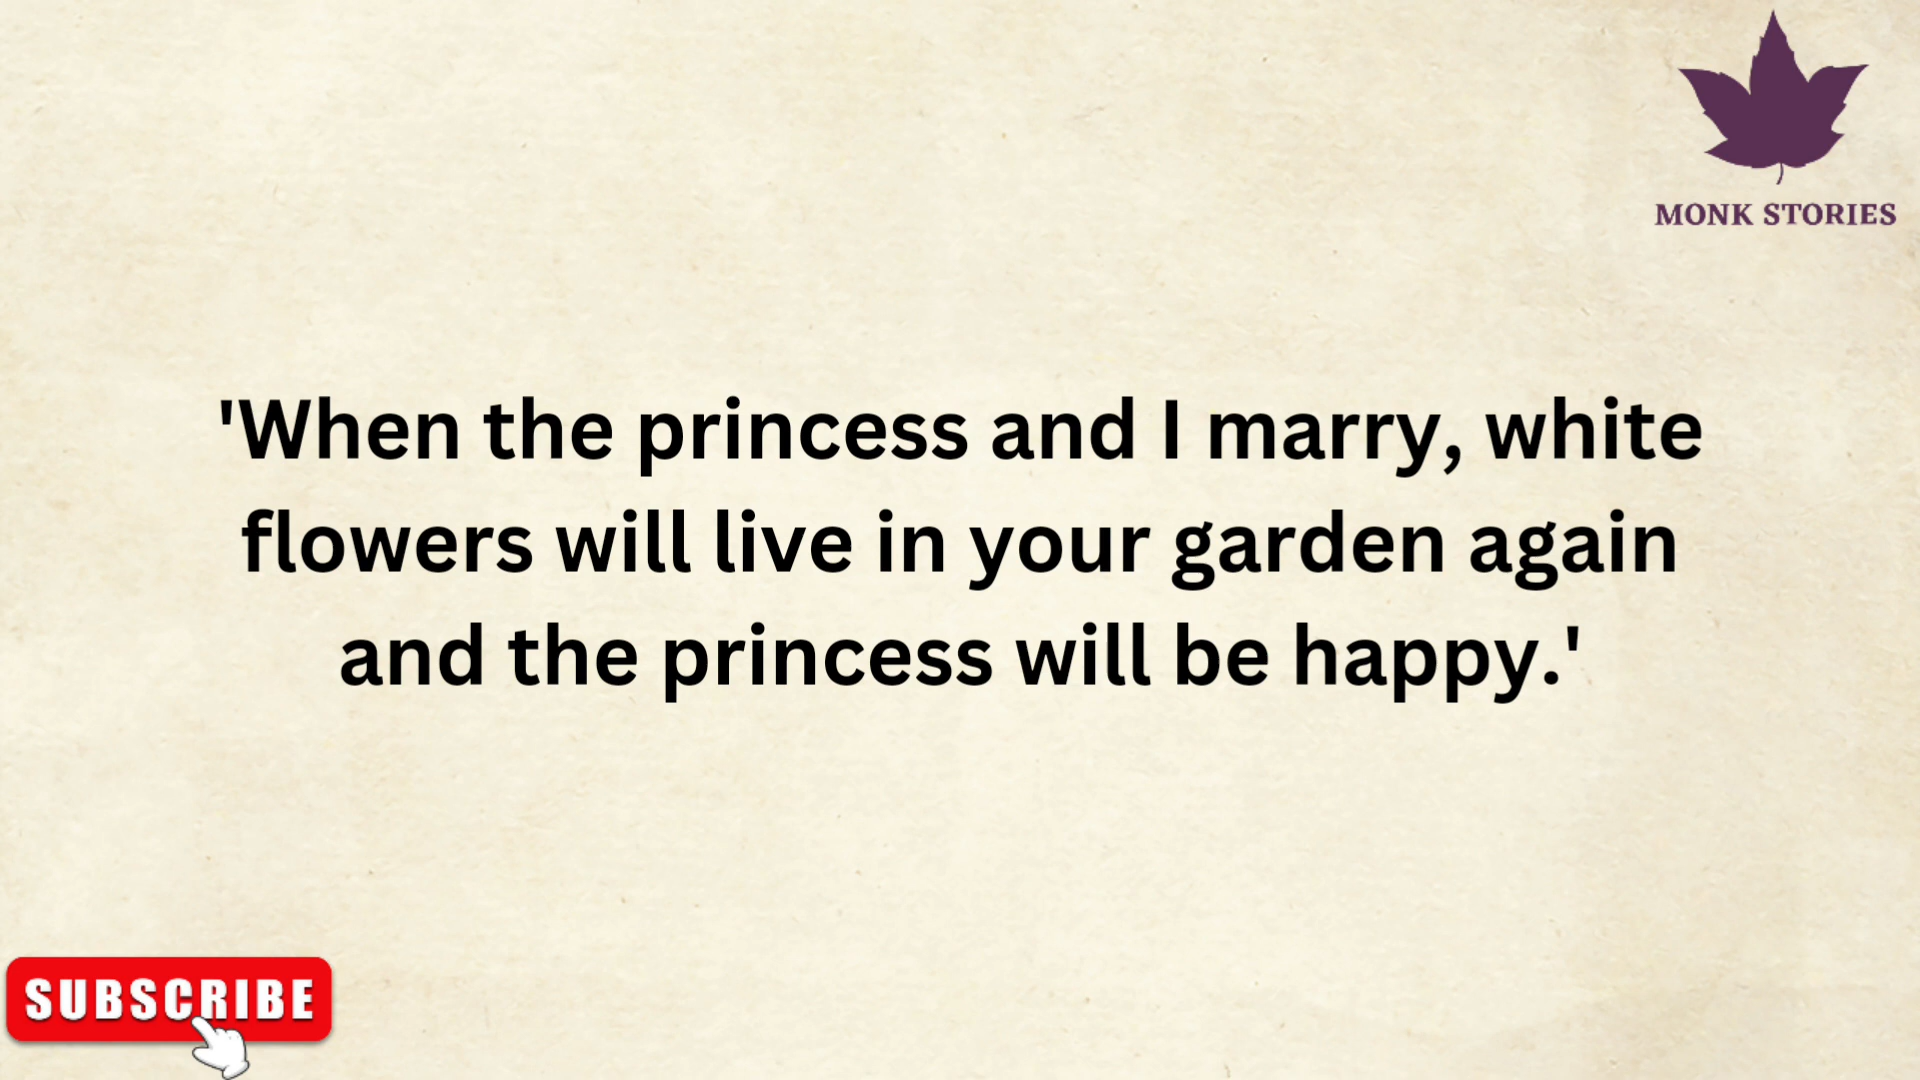 MONK STORIES
'When the princess and I marry, white
flowers will live in your garden again
and the princess will be happy.'
SUBSCRIBE